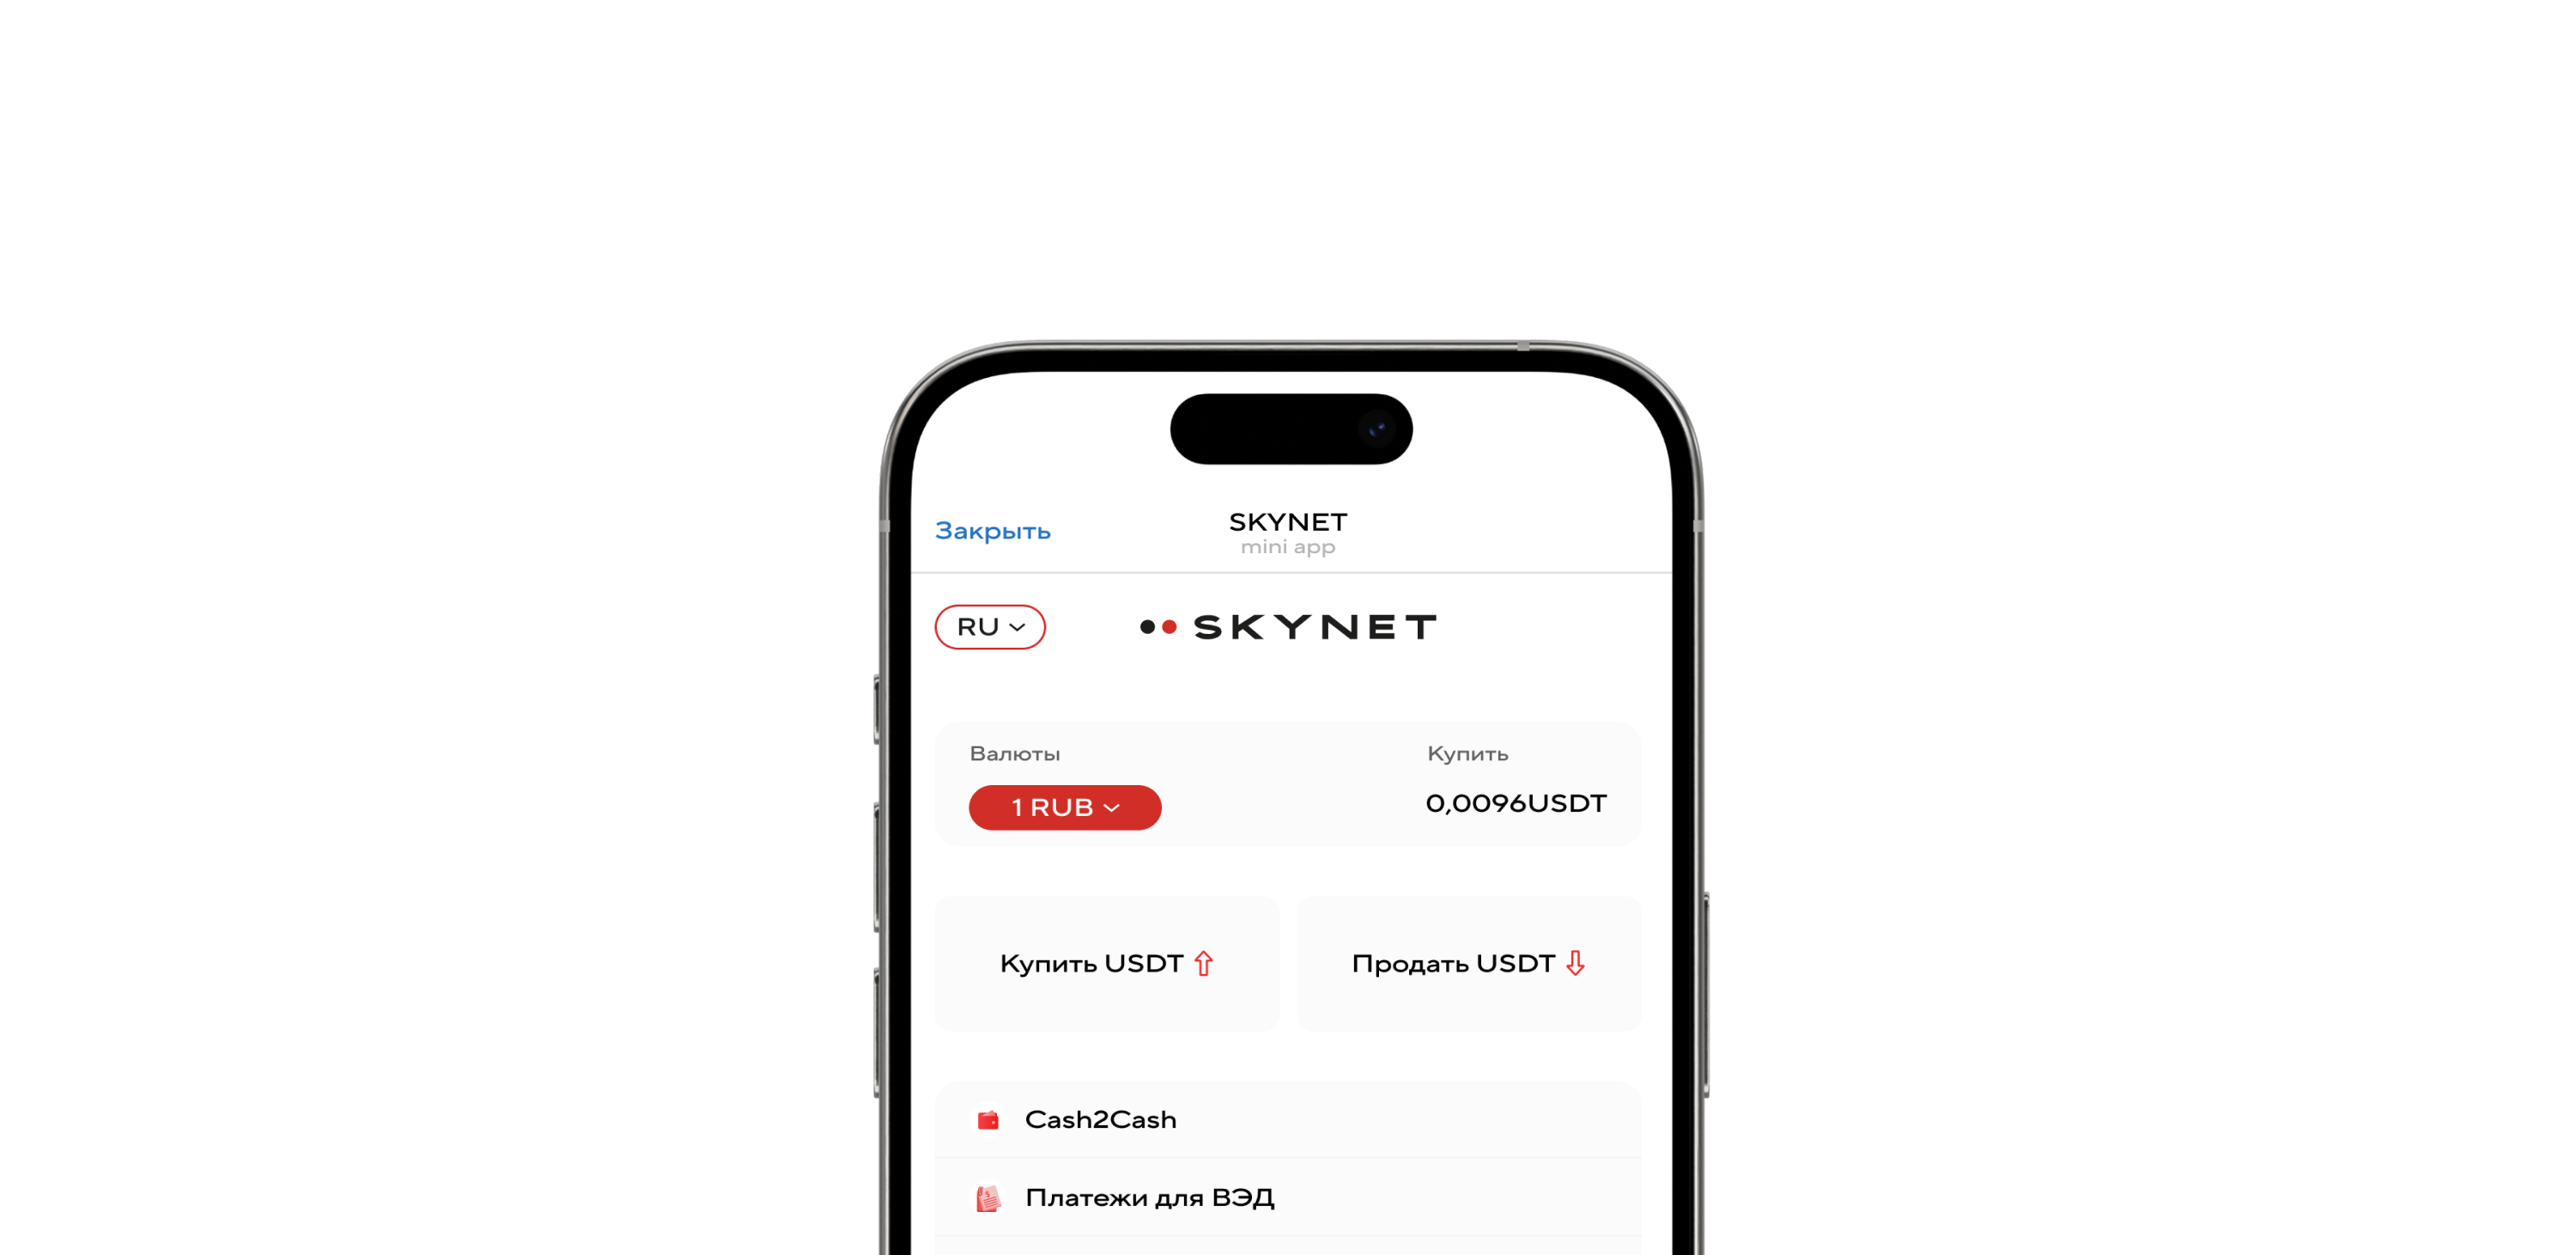 Закрыть
SKYNET
mini app
RU
SKYNET
Валюты
Купить
1 RUB
0,0096USDT
Купить USDT
Продать USDT
Cash2Cash
Платежи для ВЭД